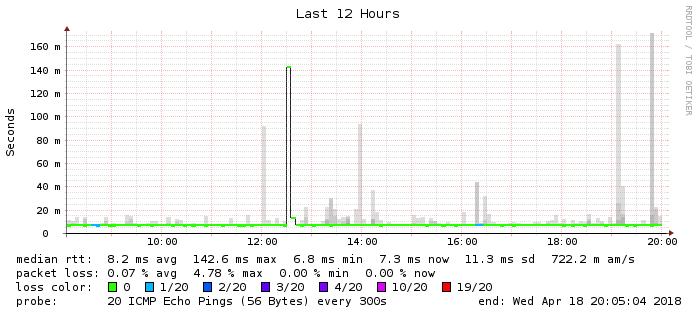 Last 12 Hours
RRDTOOL / TOBI OETIKER
Seconds
160 m
140 m
120 m
100 m
80 m
60 m
40 m
20 m
0
10:00 12:00 14:00 16:00 18:00 20:00
median rtt: 8.2 ms avg 142.6 ms max 6.8 ms min 7.3 ms now 11.3 ms sd 722.2 m am/s
packet loss: 0.07 % avg 4.78 % max 0.00 % min 0.00 % now
loss color: 0 1/20 2/20 3/20 4/20 10/20 19/20
probe: 20 ICMP Echo Pings (56 Bytes) every 300s end: Wed Apr 18 20:05:04 2018